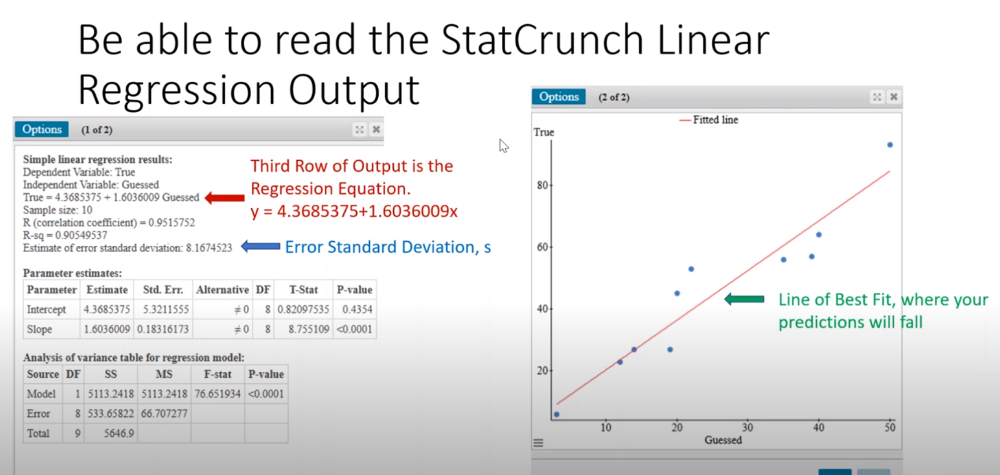 Be able to read the StatCrunch Linear
Regression Output
Options (1 of 2)
Simple linear regression results:
Dependent Variable: True
Independent Variable: Guessed
True = 4.3685375 + 1.6036009 Guessed
Sample size: 10
R (correlation coefficient) = 0.9515752
R-sq = 0.90549537
Estimate of error standard deviation: 8.1674523
Third Row of Output is the
Regression Equation.
y = 4.3685375+1.6036009x
Error Standard Deviation, s
Parameter estimates:
Parameter Estimate Std. Err. Alternative DF T-Stat P-value
Intercept 4.3685375 5.3211555 ≠ 0 8 0.82097535 0.4354
Slope 1.6036009 0.18316173 ≠ 0 8 8.755109 <0.0001
Analysis of variance table for regression model:
Source DF SS MS F-stat P-value
Model 1 5113.2418 5113.2418 76.651934 <0.0001
Error 8 533.65822 66.707277
Total 9 5646.9
Options (2 of 2)
Fitted line
True
80
60
40
20
10 20 30 40 50
Guessed
Line of Best Fit, where your
predictions will fall